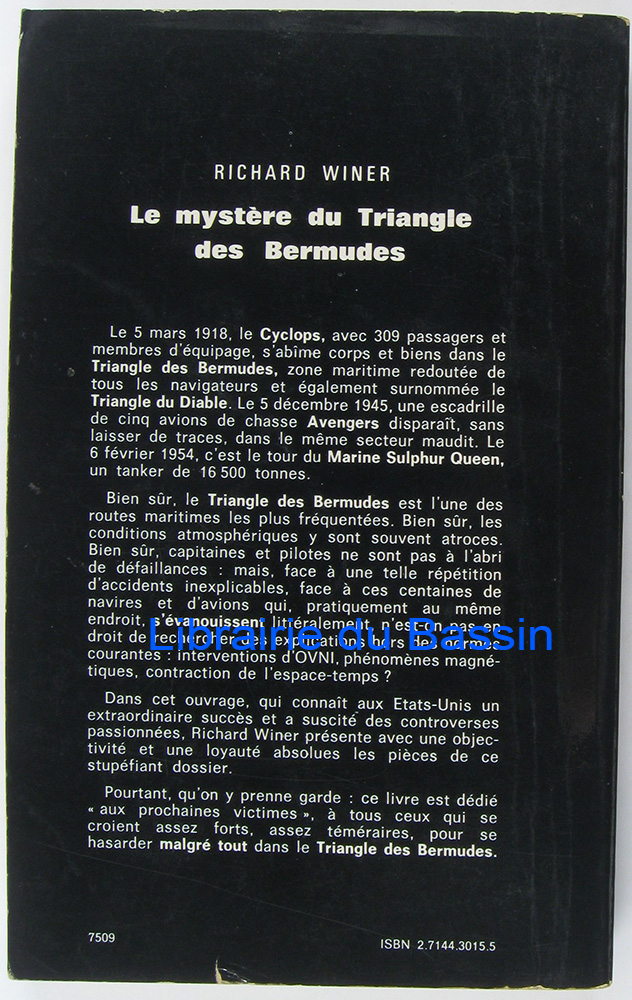 RICHARD WINER
Le mystère du Triangle
des Bermudes
Le 5 mars 1918, le Cyclops, avec 309 passagers et
membres d'équipage, s'abîme corps et biens dans le
Triangle des Bermudes, zone maritime redoutée de
tous les navigateurs et également surnommée le
Triangle du Diable. Le 5 décembre 1945, une escadrille
de cinq avions de chasse Avengers disparaît, sans
laisser de traces, dans le même secteur maudit. Le
6 février 1954, c'est le tour du Marine Sulphur Queen,
un tanker de 16 500 tonnes.
Bien sûr, le Triangle des Bermudes est l'une des
routes maritimes les plus fréquentées. Bien sûr, les
conditions atmosphériques y sont souvent atroces.
Bien sûr, capitaines et pilotes ne sont pas à l'abri
de défaillances : mais, face à une telle répétition
d'accidents inexplicables, face à ces centaines de
navires et d'avions qui, pratiquement au même
endroit, s'évanouissent littéralement, n'est-on pas en
droit de rechercher des explications hors des normes
courantes : interventions d'OVNI, phénomènes magné-
tiques, contraction de l'espace-temps ?
Librairie du Bassin
Dans cet ouvrage, qui connaît aux Etats-Unis un
extraordinaire succès et a suscité des controverses
passionnées, Richard Winer présente avec une objec-
tivité et une loyauté absolues les pièces de ce
stupéfiant dossier.
Pourtant, qu'on y prenne garde : ce livre est dédié
« aux prochaines victimes », à tous ceux qui se
croient assez forts, assez téméraires, pour se
hasarder malgré tout dans le Triangle des Bermudes.
7509
ISBN 2.7144.3015.5